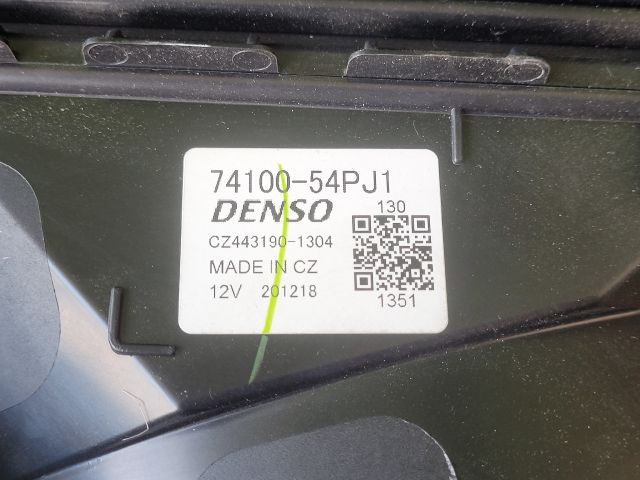 74100-54PJ1
DENSO
130
CZ443190-1304
MADE IN CZ
12V 201218
1351